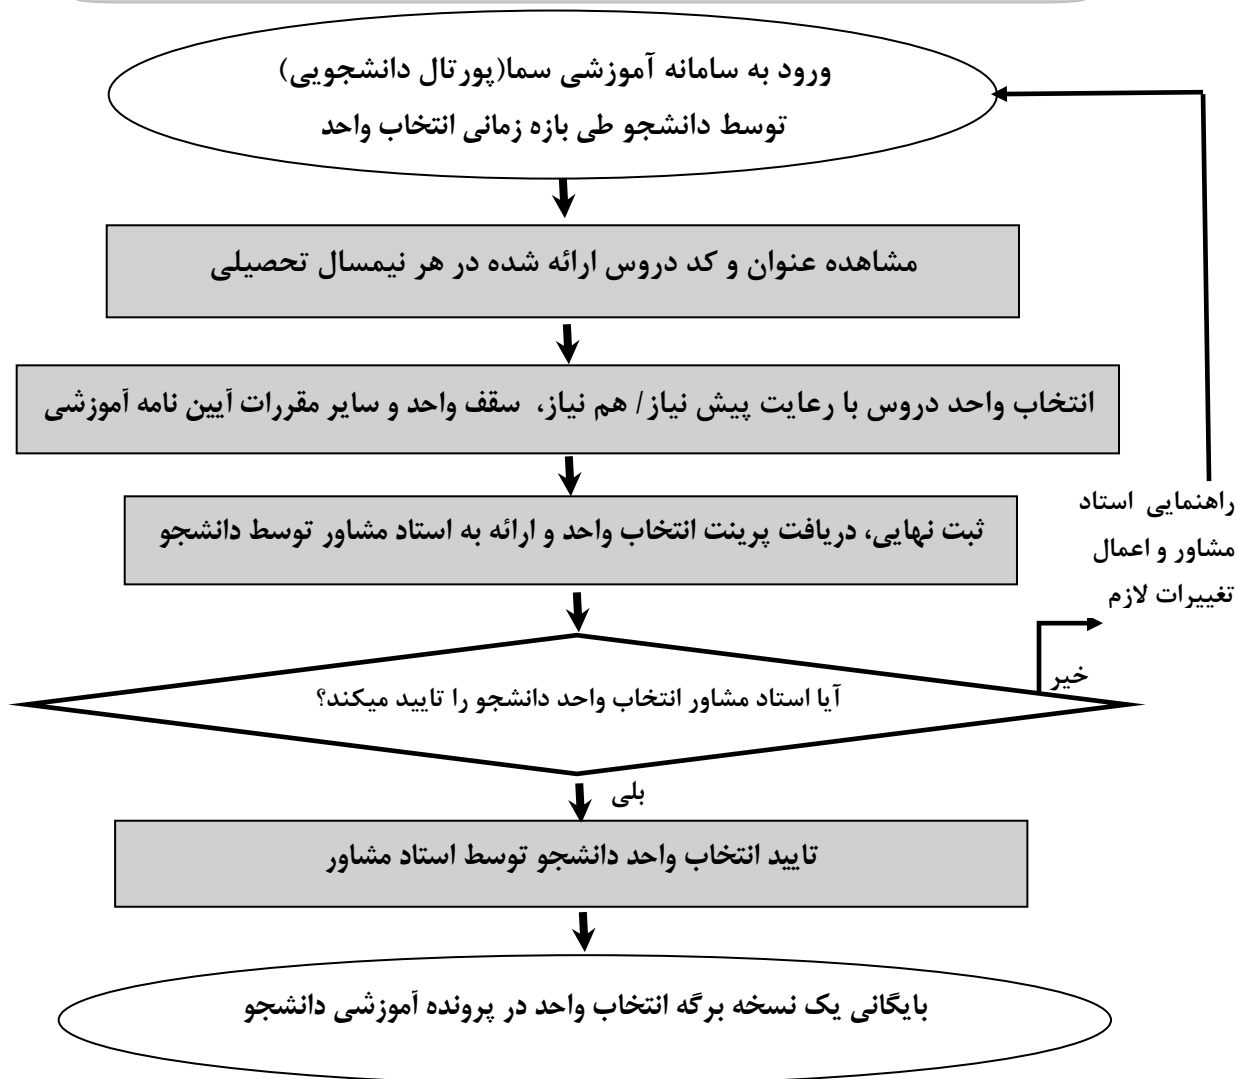 ورود به سامانه آموزشی سما(پورتال دانشجویی)
توسط دانشجو طی بازه زمانی انتخاب واحد
مشاهده عنوان و کد دروس ارائه شده در هر نیمسال تحصیلی
انتخاب واحد دروس با رعایت پیش نیاز/ هم نیاز، سقف واحد و سایر مقررات آیین نامه آموزشی
ثبت نهایی، دریافت پرینت انتخاب واحد و ارائه به استاد مشاور توسط دانشجو
راهنمایی استاد
مشاور و اعمال
تغییرات لازم
خیر
آیا استاد مشاور انتخاب واحد دانشجو را تایید میکند؟
بلی
تایید انتخاب واحد دانشجو توسط استاد مشاور
بایگانی یک نسخه برگه انتخاب واحد در پرونده آموزشی دانشجو